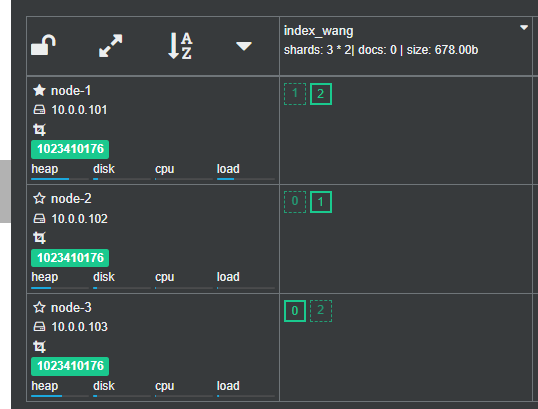 A
Z
index_wang
shards: 3 * 2| docs: 0 | size: 678.00b
node-1
10.0.0.101
1023410176
heap disk cpu load
1 2
node-2
10.0.0.102
1023410176
heap disk cpu load
0 1
node-3
10.0.0.103
1023410176
heap disk cpu load
0 2